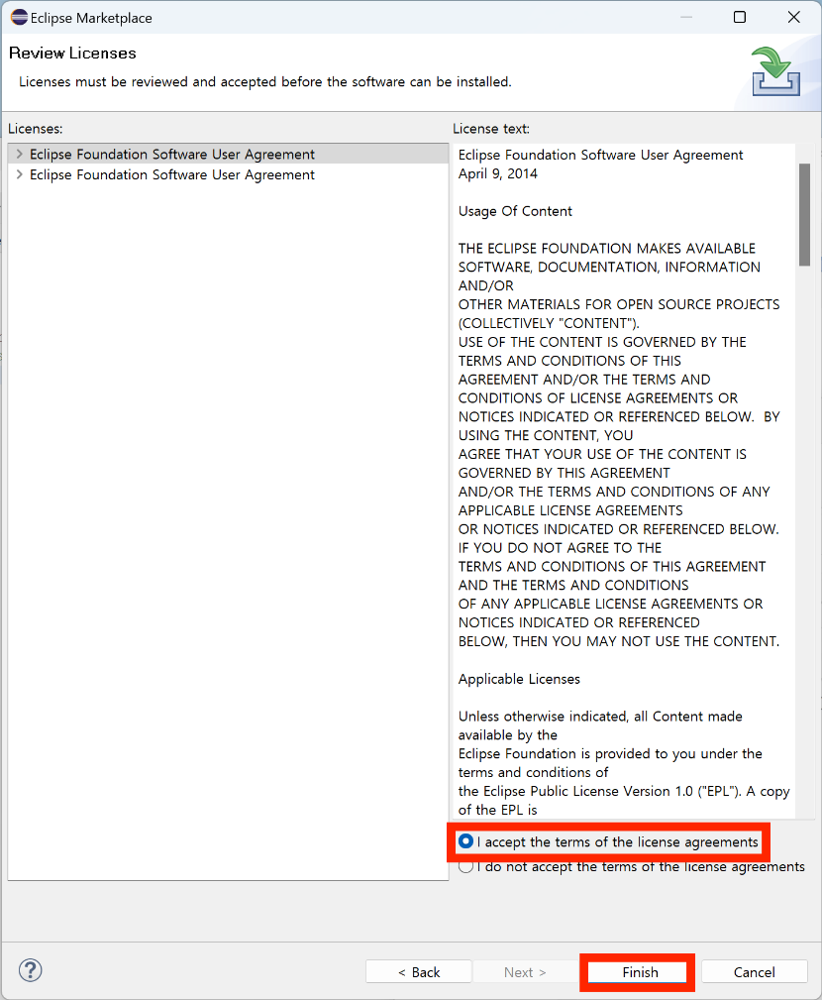 Eclipse Marketplace
Review Licenses
Licenses must be reviewed and accepted before the software can be installed.
Licenses:
Eclipse Foundation Software User Agreement
Eclipse Foundation Software User Agreement
License text:
Eclipse Foundation Software User Agreement
April 9, 2014
Usage Of Content
THE ECLIPSE FOUNDATION MAKES AVAILABLE
SOFTWARE, DOCUMENTATION, INFORMATION
AND/OR
OTHER MATERIALS FOR OPEN SOURCE PROJECTS
(COLLECTIVELY "CONTENT").
USE OF THE CONTENT IS GOVERNED BY THE
TERMS AND CONDITIONS OF THIS
AGREEMENT AND/OR THE TERMS AND
CONDITIONS OF LICENSE AGREEMENTS OR
NOTICES INDICATED OR REFERENCED BELOW.  BY
USING THE CONTENT, YOU
AGREE THAT YOUR USE OF THE CONTENT IS
GOVERNED BY THIS AGREEMENT
AND/OR THE TERMS AND CONDITIONS OF ANY
APPLICABLE LICENSE AGREEMENTS
OR NOTICES INDICATED OR REFERENCED BELOW.
IF YOU DO NOT AGREE TO THE
TERMS AND CONDITIONS OF THIS AGREEMENT
AND THE TERMS AND CONDITIONS
OF ANY APPLICABLE LICENSE AGREEMENTS OR
NOTICES INDICATED OR REFERENCED
BELOW, THEN YOU MAY NOT USE THE CONTENT.
Applicable Licenses
Unless otherwise indicated, all Content made
available by the
Eclipse Foundation is provided to you under the
terms and conditions of
the Eclipse Public License Version 1.0 ("EPL"). A copy
of the EPL is
I accept the terms of the license agreements
I do not accept the terms of the license agreements
?
< Back
Next >
Finish
Cancel